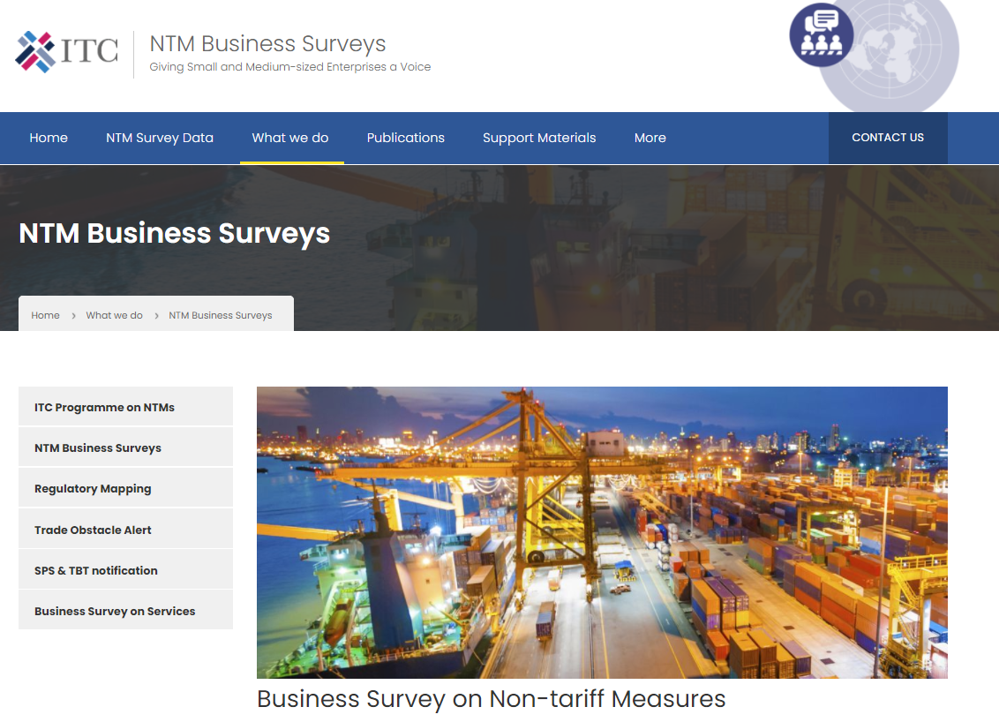 ITC
NTM Business Surveys
Giving Small and Medium-sized Enterprises a Voice
Home
NTM Survey Data
What we do
Publications
Support Materials
More
CONTACT US
NTM Business Surveys
Home › What we do › NTM Business Surveys
ITC Programme on NTMs
NTM Business Surveys
Regulatory Mapping
Trade Obstacle Alert
SPS & TBT notification
Business Survey on Services
Business Survey on Non-tariff Measures